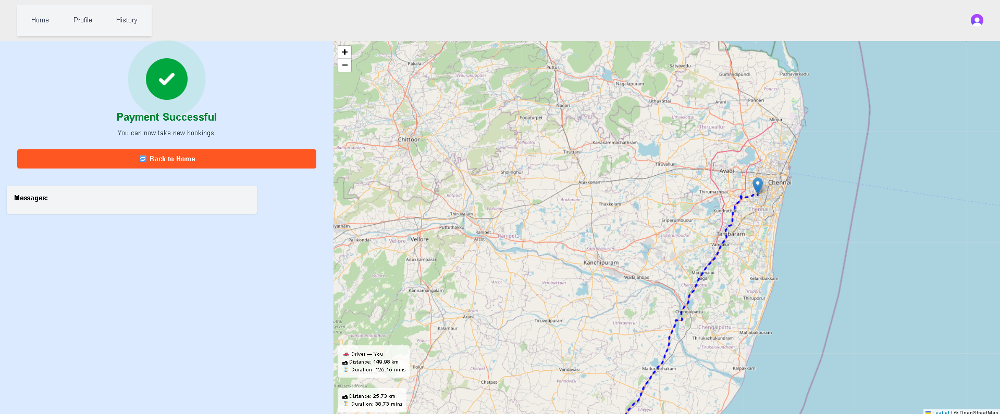 Home
Profile
History
Payment Successful
You can now take new bookings.
Back to Home
Messages:
+
−
Pakala
Puttur
Satyavedu
Pazhaverkadu
Gummidipundi
Vedurukuppam
Nagalapuram
Ponneri
Ponneri
Uthukottai
Arani
Nagari
Podaturpet
Uthukkottai
Minjur
Thiruvallur
Chittoor
Pallipattu
Kanakammachathram
Bangarupalem
Tiruttani
Tiruvallur
Avadi
Sholinghur
Arakkonam
Chennai
Thirumazhisai
Katpadi
Arakonam
Thakkolam
Wallajah
Kundrathur
Chennai
Thiruvalam
Sriperumbudur
yatham
Puttuthakku
Ranipet
Arcot
Ranipet
Sriperumbudur
Tambaram
Pallikondai
Vellore
Vellore
Vandalur
Kancheepuram
Adukkamparai
Kanchipuram
Maraimalai
Nagar
Vellore
Wallajahbad
Kelambakkam
Arcot
Vembakkam
Chengalpattu
Kannamangalam
Tiruporur
Thiruporur
Arani
Chengalpattu
Arani
Tiruvetipuram
Uthiramerur
Kalambur
Chengalpattu
Mahabalipuram
Jamunamarathoor
Thirukazhukundram
Polur
Tirukalukundram
Driver → You
Distance: 149.98 km
Duration: 125.15 mins
Polur
Chetpet
Vandavasi
Maduranthakam
Kalpakkam
Chetpet
Vandavasi
ttuReservedForest
Distance: 25.73 km
Duration: 38.73 mins
Cheyyur
Leaflet | © OpenStreetMap